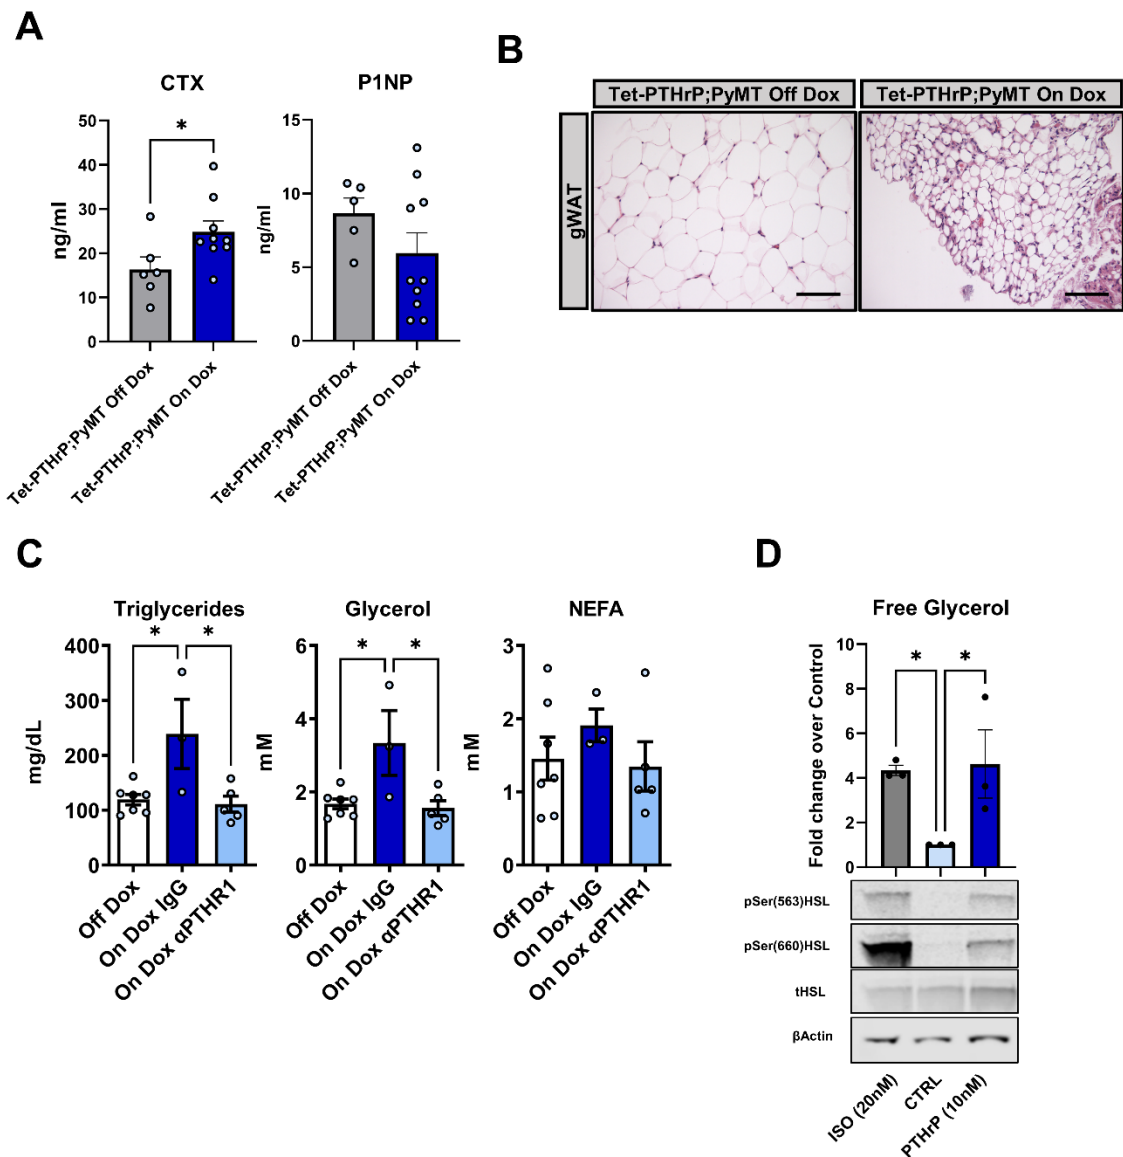 A
CTX
P1NP
ng/ml
50
40
30
20
10
0
*
ng/ml
15
10
5
0
Tet-PTHrP;PyMT Off Dox
Tet-PTHrP;PyMT On Dox
Tet-PTHrP;PyMT Off Dox
Tet-PTHrP;PyMT On Dox
B
Tet-PTHrP;PyMT Off Dox
Tet-PTHrP;PyMT On Dox
gWAT
C
Triglycerides
mg/dL
400
300
200
100
0
* *
Off Dox
On Dox IgG
On Dox αPTHR1
Glycerol
mM
6
4
2
0
* *
Off Dox
On Dox IgG
On Dox αPTHR1
NEFA
mM
3
2
1
0
Off Dox
On Dox IgG
On Dox αPTHR1
D
Free Glycerol
Fold change over Control
10
8
6
4
2
0
* *
pSer(563)HSL
pSer(660)HSL
tHSL
βActin
ISO (20nM)
CTRL
PTHrP (10nM)